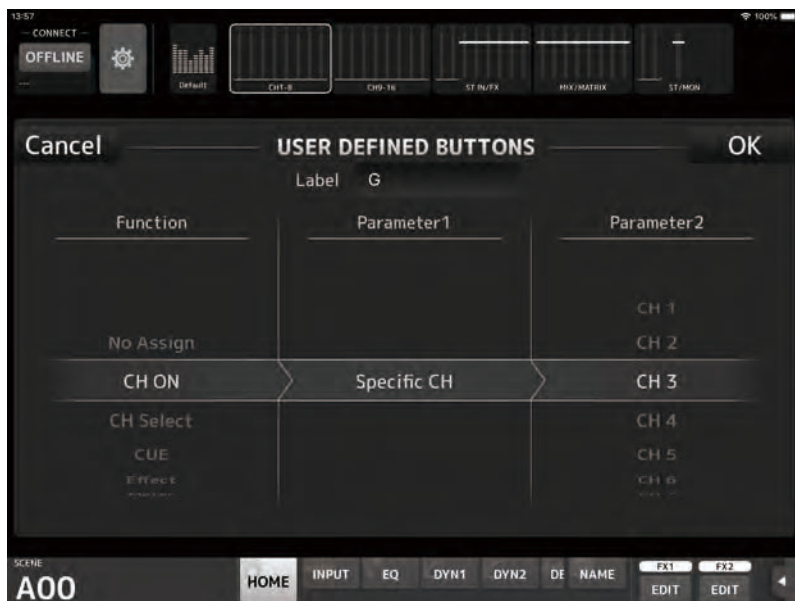 13:57
100%
CONNECT
OFFLINE
---
Default
CH1-8
CH9-16
ST IN/FX
MIX/MATRIX
ST/MON
Cancel
USER DEFINED BUTTONS
OK
Label G
Function Parameter1 Parameter2
CH 1
No Assign CH 2
CH ON Specific CH CH 3
CH Select CH 4
CUE CH 5
Effect CH 6
SCENE
A00
HOME INPUT EQ DYN1 DYN2 DE NAME
FX1 FX2
EDIT EDIT